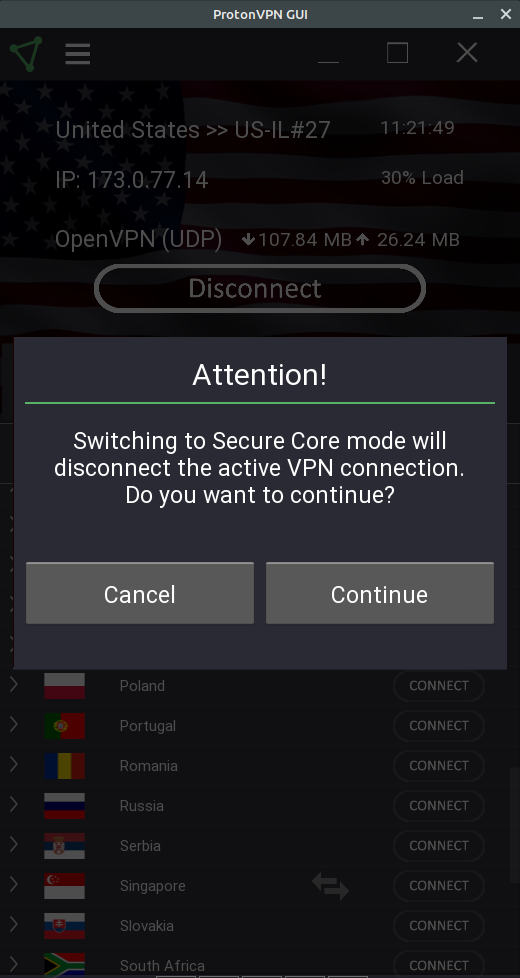 ProtonVPN GUI
United States >> US-IL#27 11:21:49
IP: 173.0.77.14 30% Load
OpenVPN (UDP) 107.84 MB 26.24 MB
Disconnect
Attention!
Switching to Secure Core mode will
disconnect the active VPN connection.
Do you want to continue?
Cancel Continue
Poland CONNECT
Portugal CONNECT
Romania CONNECT
Russia CONNECT
Serbia CONNECT
Singapore CONNECT
Slovakia CONNECT
South Africa CONNECT